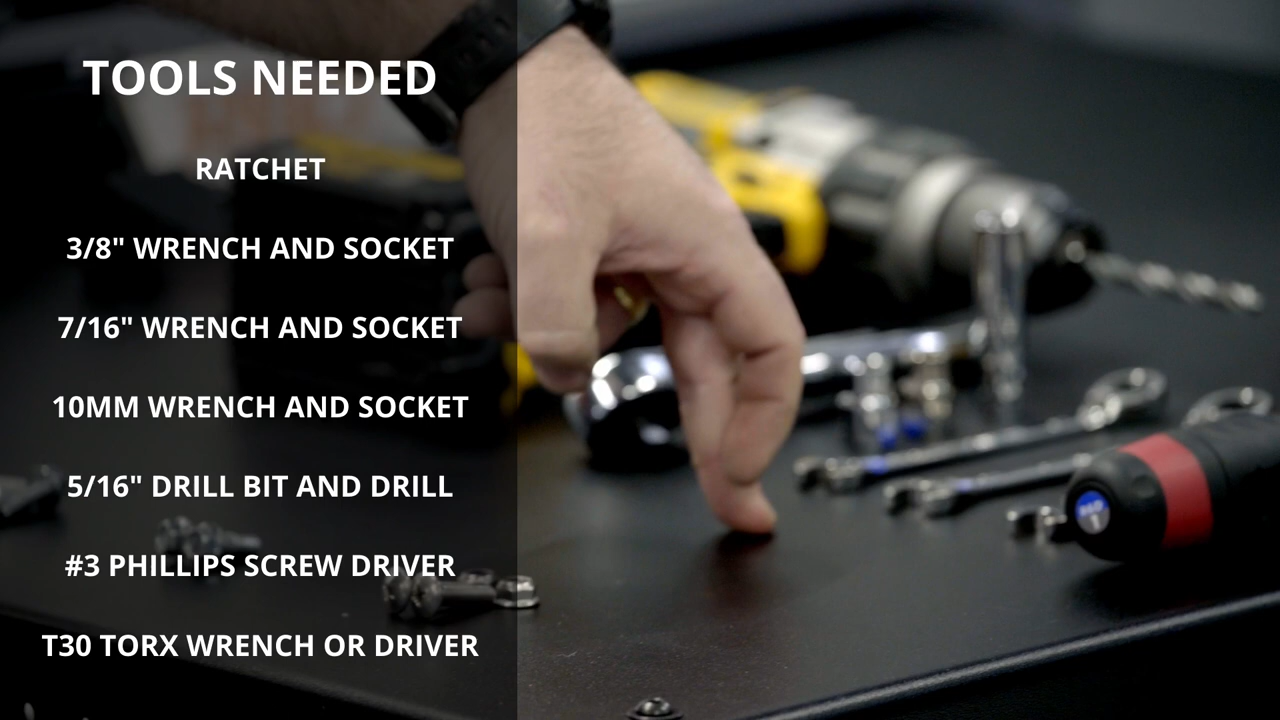 TOOLS NEEDED
RATCHET
3/8" WRENCH AND SOCKET
7/16" WRENCH AND SOCKET
10MM WRENCH AND SOCKET
5/16" DRILL BIT AND DRILL
#3 PHILLIPS SCREW DRIVER
T30 TORX WRENCH OR DRIVER